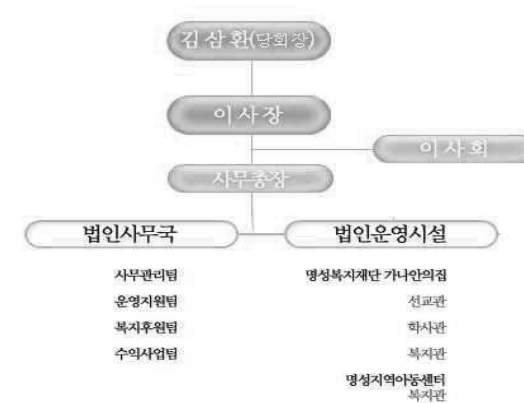 김삼환(당회장)
이사장
이사회
사무총장
법인사무국
법인운영시설
사무관리팀
명성복지재단 가나안의집
운영지원팀
선교관
복지후원팀
학사관
수익사업팀
복지관
명성지역아동센터
복지관